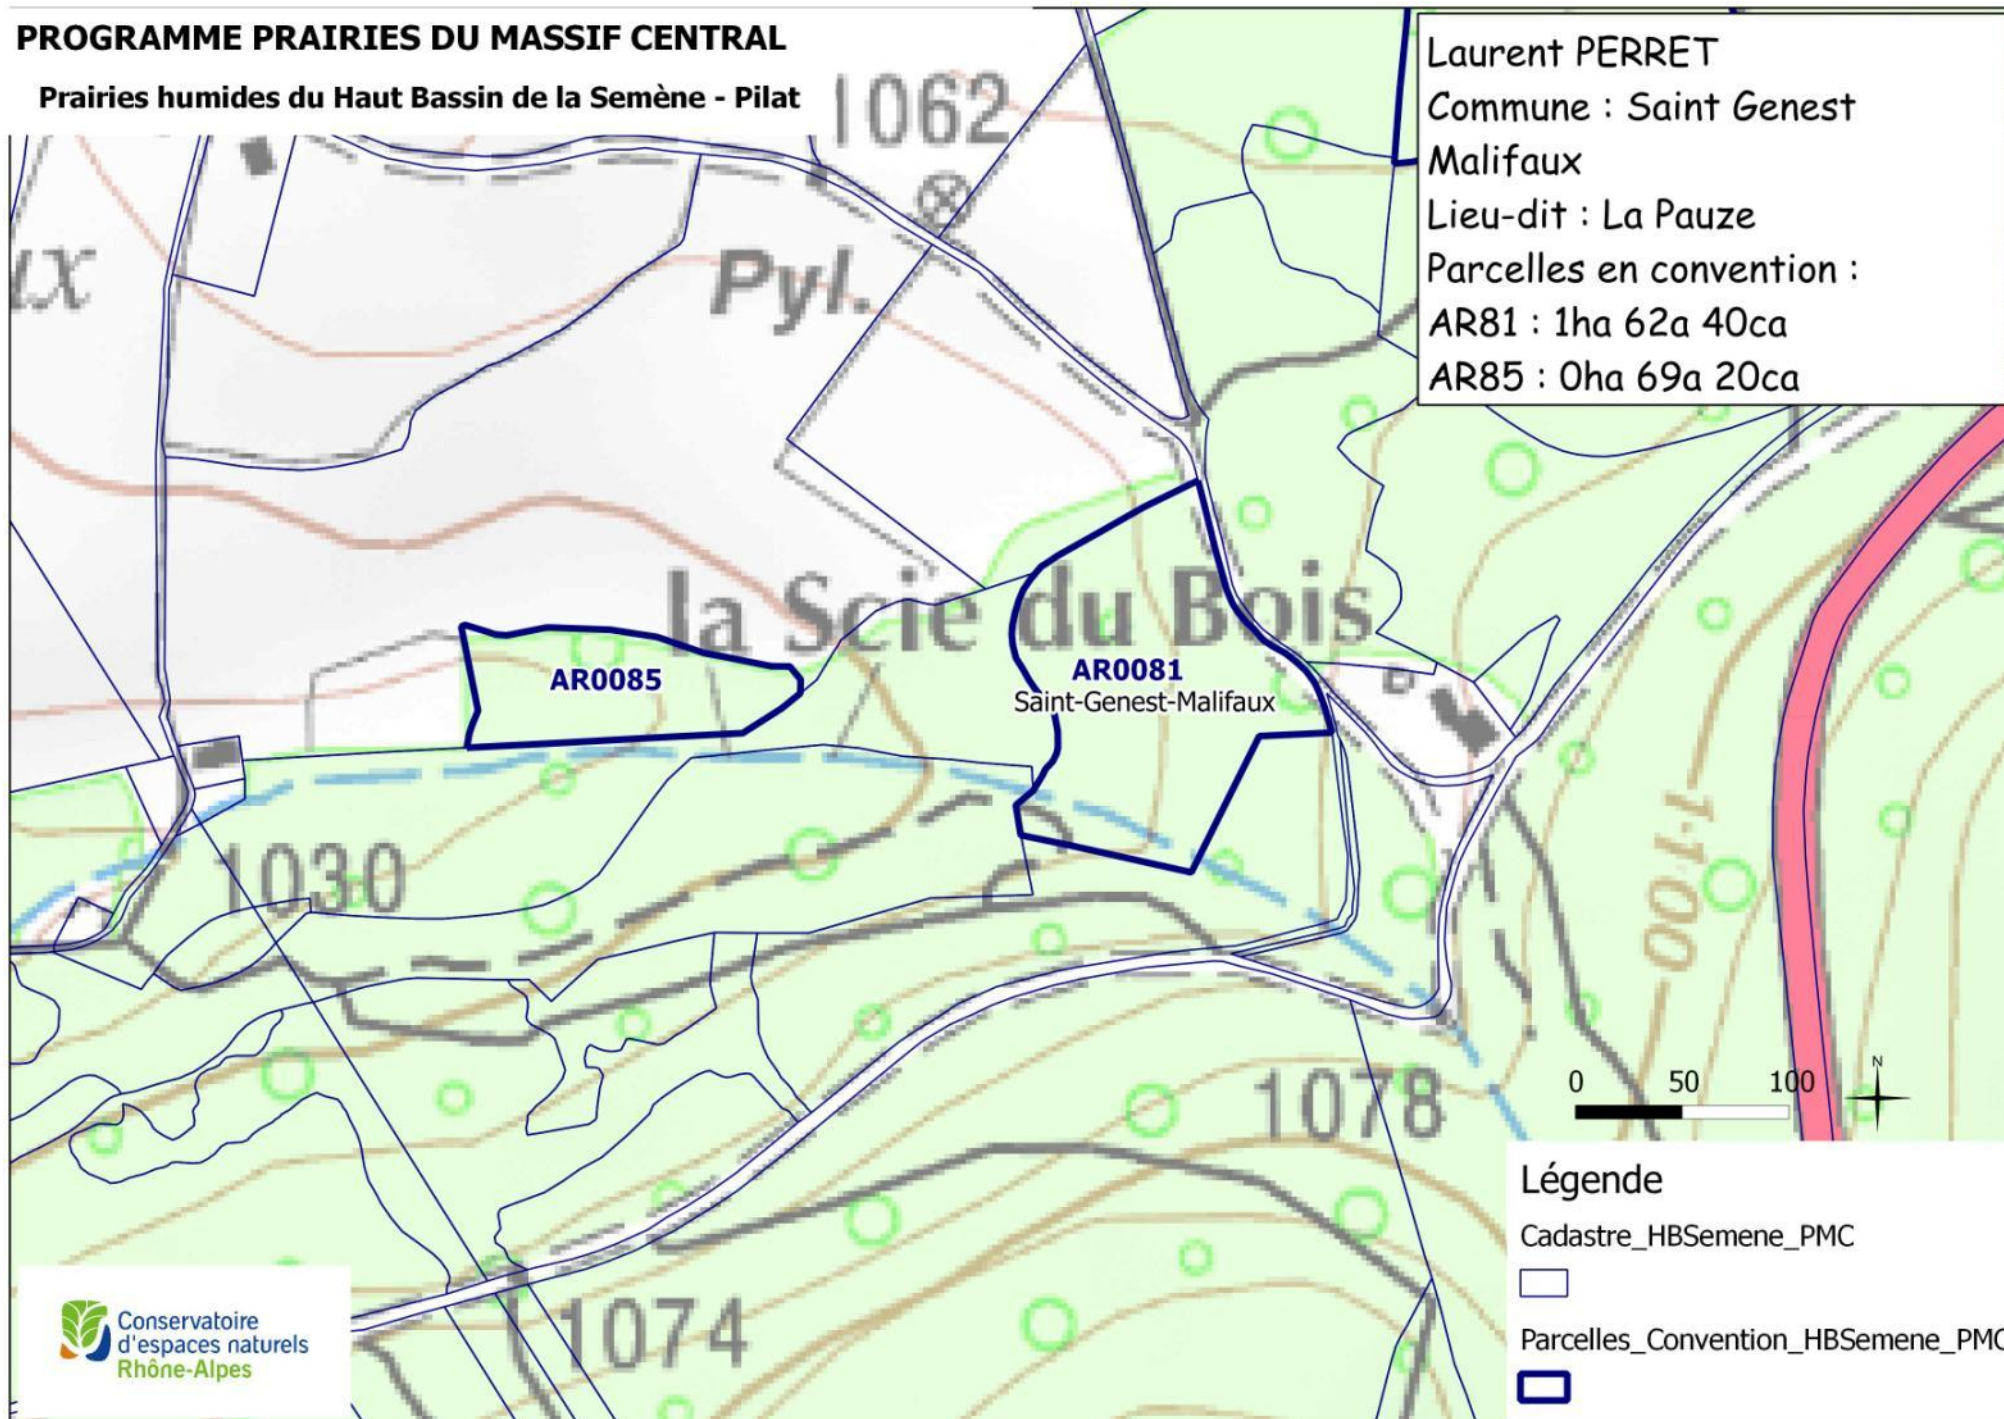 PROGRAMME PRAIRIES DU MASSIF CENTRAL
Prairies humides du Haut Bassin de la Semène - Pilat
Laurent PERRET
Commune : Saint Genest
Malifaux
Lieu-dit : La Pauze
Parcelles en convention :
AR81 : 1ha 62a 40ca
AR85 : 0ha 69a 20ca
1062
ux
Pyl.
la Scie du Bois
AR0085
AR0081
Saint-Genest-Malifaux
1030
1100
1078
1074
0 50 100
N
Légende
Cadastre_HBSemene_PMC
Parcelles_Convention_HBSemene_PMC
Conservatoire
d'espaces naturels
Rhône-Alpes